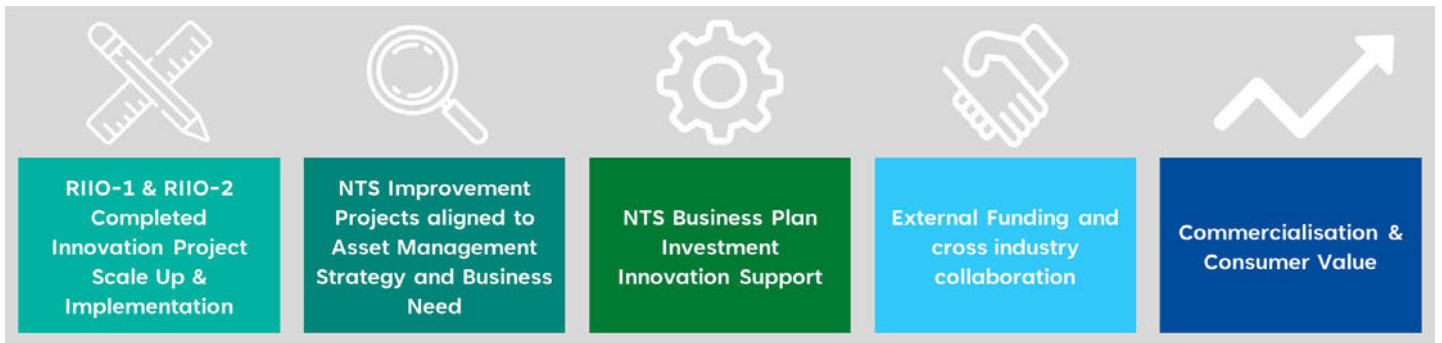 RIIO-1 & RIIO-2
Completed
Innovation Project
Scale Up &
Implementation
NTS Improvement
Projects aligned to
Asset Management
Strategy and Business
Need
NTS Business Plan
Investment
Innovation Support
External Funding and
cross industry
collaboration
Commercialisation &
Consumer Value